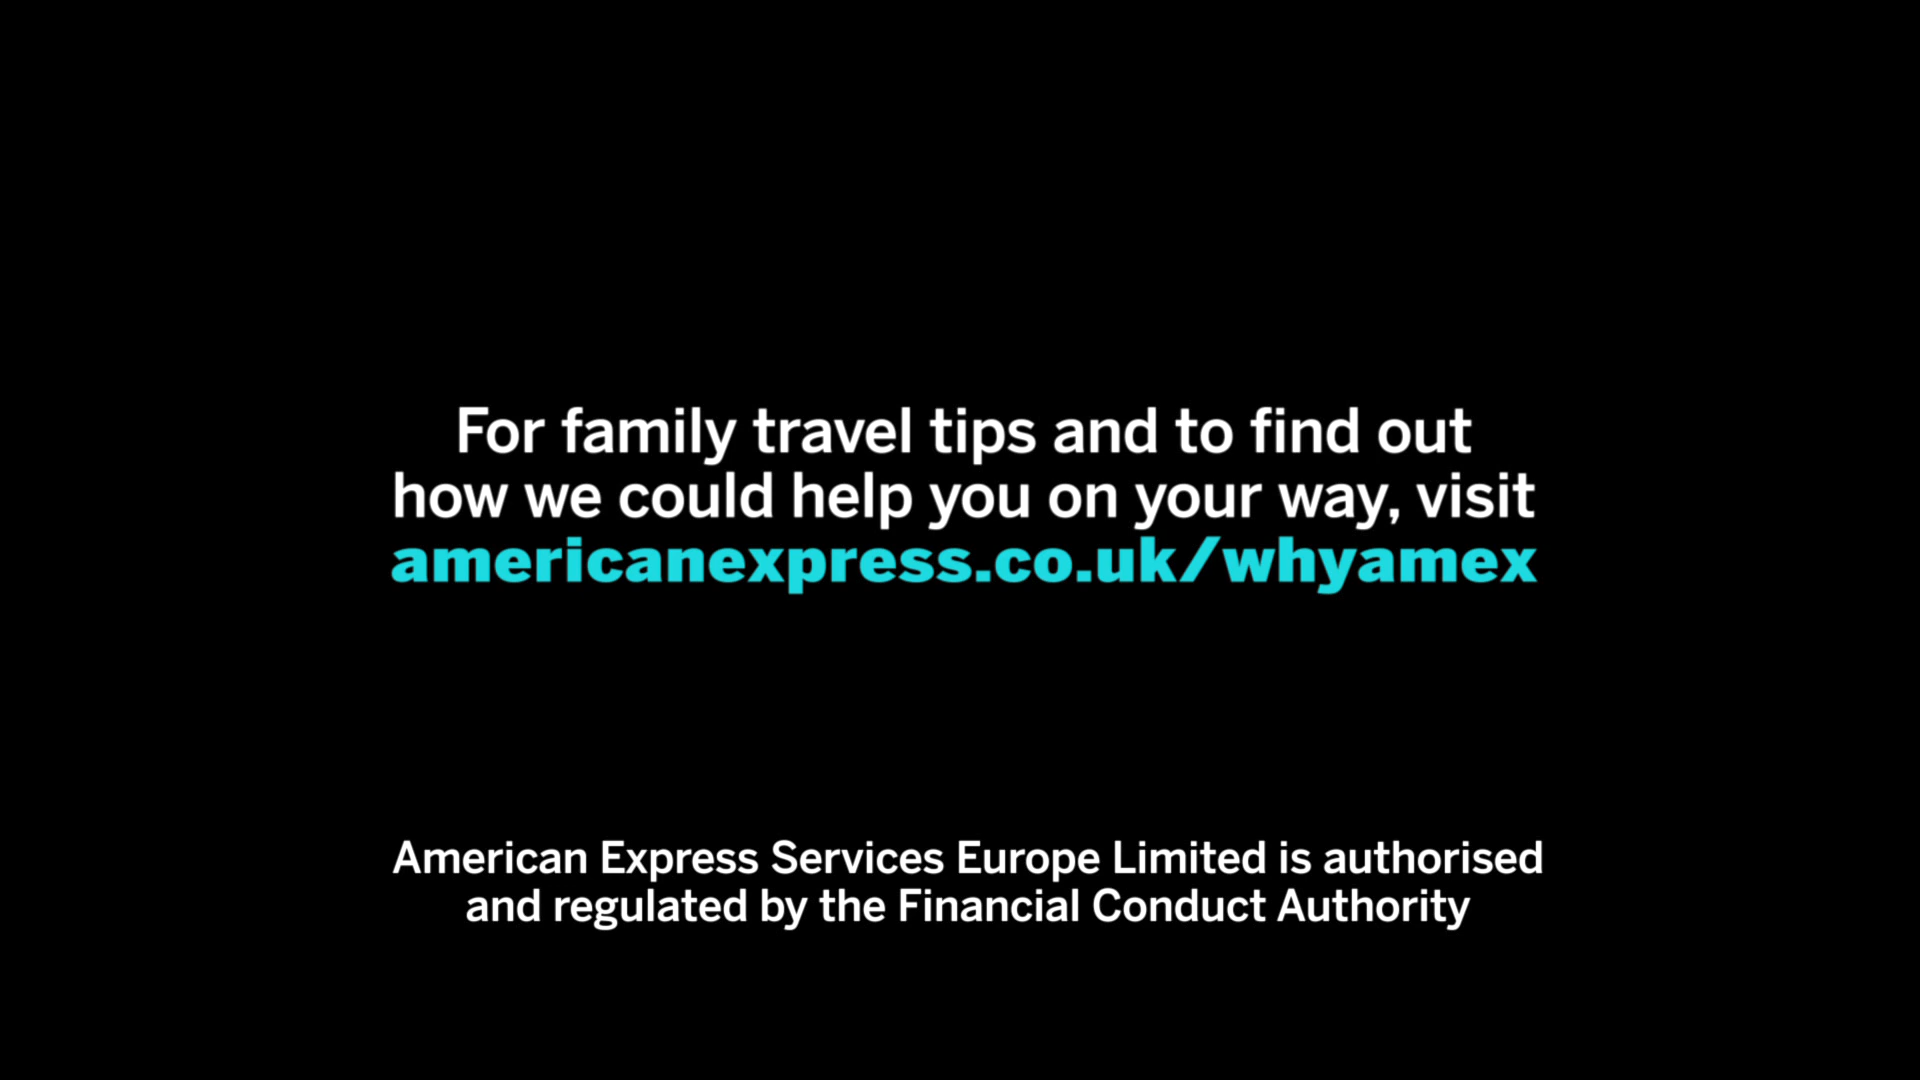 For family travel tips and to find out
how we could help you on your way, visit
americanexpress.co.uk/whyamex
American Express Services Europe Limited is authorised
and regulated by the Financial Conduct Authority